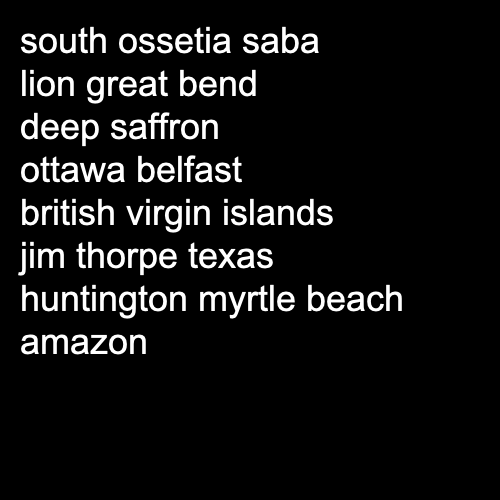 south ossetia saba
lion great bend
deep saffron
ottawa belfast
british virgin islands
jim thorpe texas
huntington myrtle beach
amazon